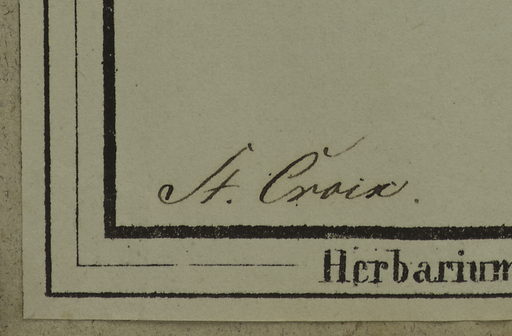 St. Croix.
Herbarium